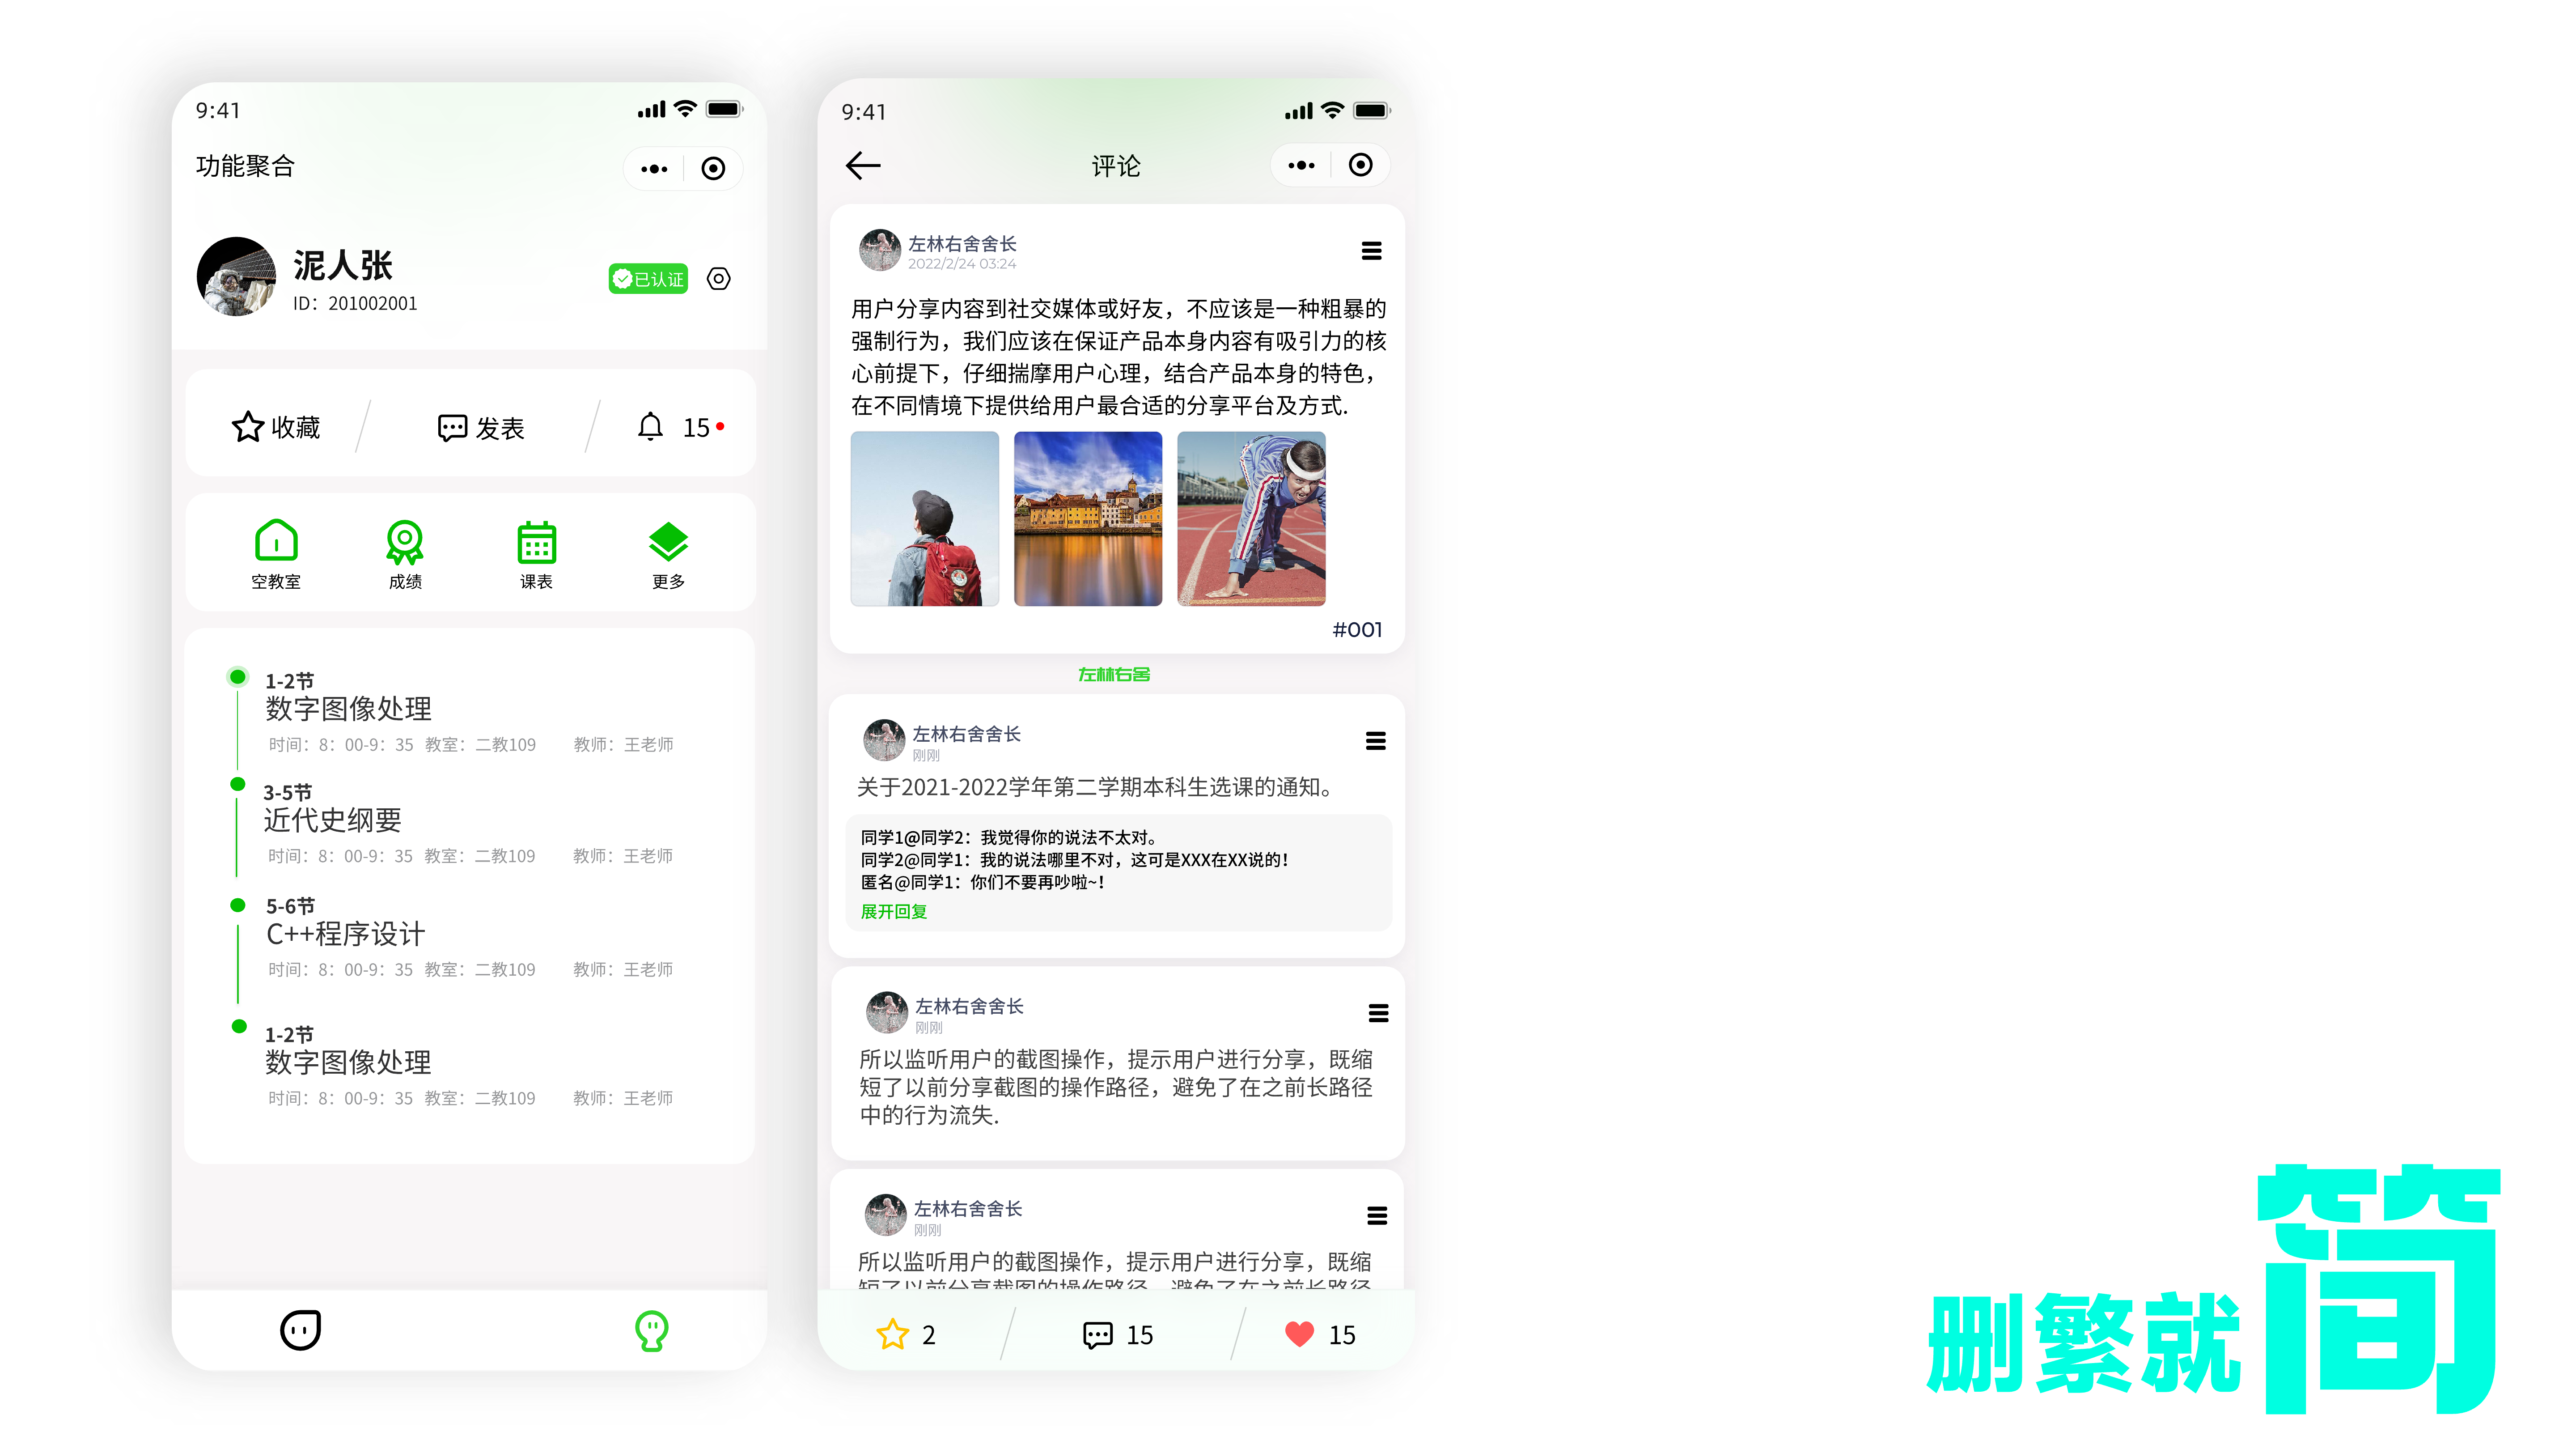 9:41
功能聚合
泥人张
ID：201002001
已认证
收藏
发表
15
空教室
成绩
课表
更多
1-2节
数字图像处理
时间：8：00-9：35 教室：二教109 教师：王老师
3-5节
近代史纲要
时间：8：00-9：35 教室：二教109 教师：王老师
5-6节
C++程序设计
时间：8：00-9：35 教室：二教109 教师：王老师
1-2节
数字图像处理
时间：8：00-9：35 教室：二教109 教师：王老师
9:41
评论
左林右舍舍长
2022/2/24 03:24
用户分享内容到社交媒体或好友，不应该是一种粗暴的
强制行为，我们应该在保证产品本身内容有吸引力的核
心前提下，仔细揣摩用户心理，结合产品本身的特色，
在不同情境下提供给用户最合适的分享平台及方式.
#001
左林右舍
左林右舍舍长
刚刚
关于2021-2022学年第二学期本科生选课的通知。
同学1@同学2：我觉得你的说法不太对。
同学2@同学1：我的说法哪里不对，这可是XXX在XX说的！
匿名@同学1：你们不要再吵啦~！
展开回复
左林右舍舍长
刚刚
所以监听用户的截图操作，提示用户进行分享，既缩
短了以前分享截图的操作路径，避免了在之前长路径
中的行为流失.
左林右舍舍长
刚刚
所以监听用户的截图操作，提示用户进行分享，既缩
短了以前分享截图的操作路径，避免了在之前长路径
2
15
15
删繁就简